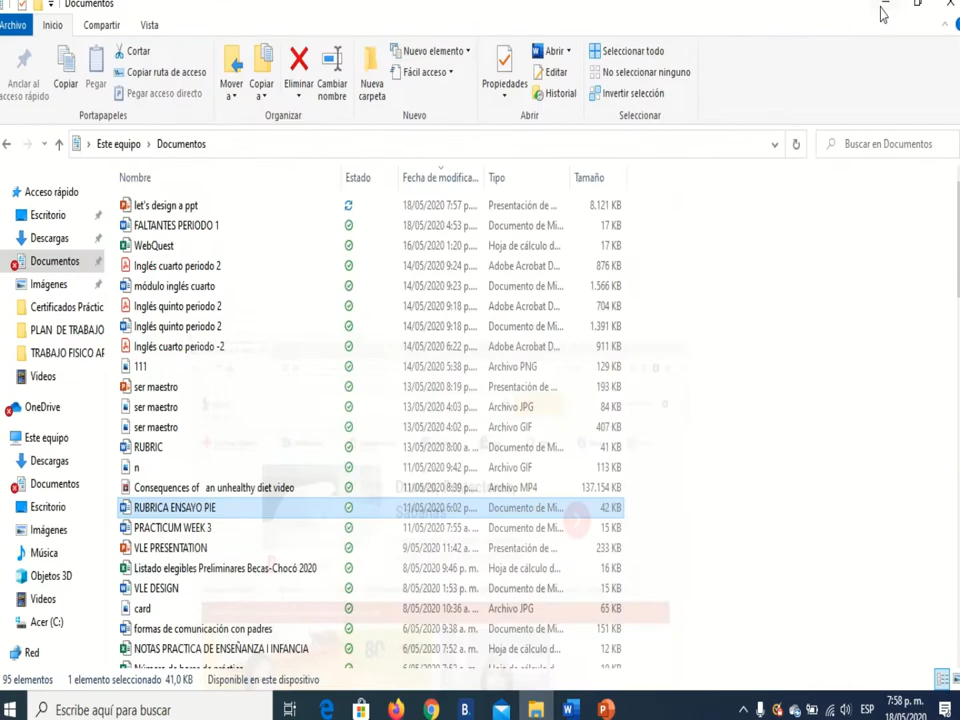 Documentos
Archivo Inicio Compartir Vista
Anclar al acceso rápido
Copiar
Pegar
Cortar
Copiar ruta de acceso
Pegar acceso directo
Portapapeles
Mover a
Copiar a
Eliminar
Cambiar nombre
Organizar
Nueva carpeta
Nuevo elemento
Fácil acceso
Nuevo
Propiedades
Abrir
Editar
Historial
Abrir
Seleccionar todo
No seleccionar ninguno
Invertir selección
Seleccionar
Este equipo > Documentos
Buscar en Documentos
Acceso rápido
Escritorio
Descargas
Documentos
Imágenes
Certificados Práctic
PLAN DE TRABAJO
TRABAJO FISICO AF
Videos
OneDrive
Este equipo
Descargas
Documentos
Escritorio
Imágenes
Música
Objetos 3D
Videos
Acer (C:)
Red
Nombre Estado Fecha de modifica... Tipo Tamaño
let's design a ppt 18/05/2020 7:57 p.... Presentación de ... 8.121 KB
FALTANTES PERIODO 1 18/05/2020 4:53 p.... Documento de Mi... 17 KB
WebQuest 16/05/2020 1:20 p.... Hoja de cálculo d... 17 KB
Inglés cuarto periodo 2 14/05/2020 9:24 p.... Adobe Acrobat D... 876 KB
módulo inglés cuarto 14/05/2020 9:23 p.... Documento de Mi... 1.566 KB
Inglés quinto periodo 2 14/05/2020 9:18 p.... Adobe Acrobat D... 704 KB
Inglés quinto periodo 2 14/05/2020 9:18 p.... Documento de Mi... 1.391 KB
Inglés cuarto periodo -2 14/05/2020 6:22 p.... Adobe Acrobat D... 911 KB
111 14/05/2020 5:38 p.... Archivo PNG 129 KB
ser maestro 13/05/2020 8:19 p.... Presentación de ... 193 KB
ser maestro 13/05/2020 4:03 p.... Archivo JPG 84 KB
ser maestro 13/05/2020 4:02 p.... Archivo GIF 407 KB
RUBRIC 13/05/2020 8:00 a. ... Documento de Mi... 41 KB
n 11/05/2020 9:42 p.... Archivo GIF 113 KB
Consequences of an unhealthy diet video 11/05/2020 8:39 p.... Archivo MP4 137.154 KB
RUBRICA ENSAYO PIE 11/05/2020 6:02 p.... Documento de Mi... 42 KB
PRACTICUM WEEK 3 11/05/2020 7:55 a. ... Documento de Mi... 15 KB
VLE PRESENTATION 9/05/2020 11:42 a. ... Presentación de ... 233 KB
Listado elegibles Preliminares Becas-Chocó 2020 8/05/2020 9:46 p. m. Hoja de cálculo d... 16 KB
VLE DESIGN 8/05/2020 1:53 p. m. Documento de Mi... 15 KB
card 8/05/2020 10:36 a. ... Archivo JPG 65 KB
formas de comunicación con padres 6/05/2020 9:38 a. m. Documento de Mi... 151 KB
NOTAS PRACTICA DE ENSEÑANZA I INFANCIA 6/05/2020 7:52 a. m. Hoja de cálculo d... 12 KB
95 elementos 1 elemento seleccionado 41,0 KB Disponible en este dispositivo
Escribe aquí para buscar
ESP
7:58 p. m.
18/05/2020